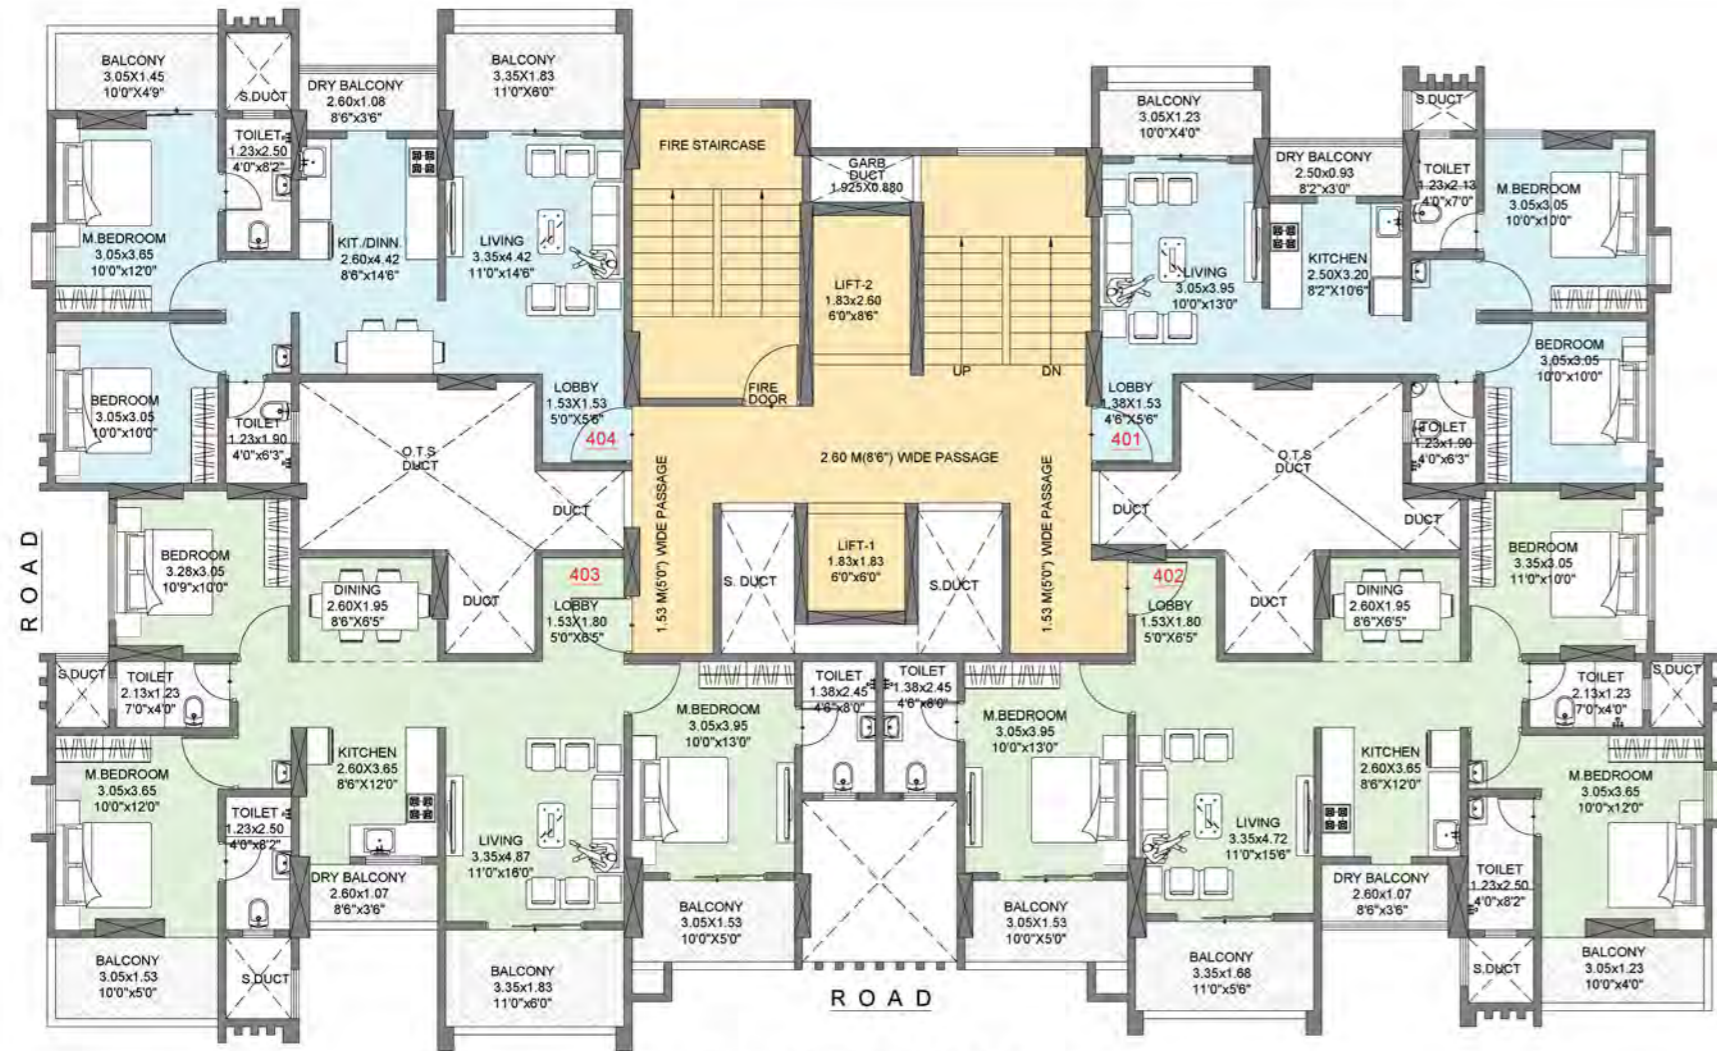 BALCONY
3.05X1.45
10'0"X4'9"
S.DUCT
DRY BALCONY
2.60x1.08
8'6"x3'6"
BALCONY
3.35X1.83
11'0"X6'0"
TOILET
1.23x2.50
4'0"x8'2"
M.BEDROOM
3.05x3.65
10'0"x12'0"
KIT./DINN.
2.60x4.42
8'6"x14'6"
LIVING
3.35x4.42
11'0"x14'6"
BEDROOM
3.05x3.05
10'0"x10'0"
TOILET
1.23x1.90
4'0"x6'3"
LOBBY
1.53X1.53
5'0"X5'6"
404
O.T.S
DUCT
DUCT
DUCT
FIRE STAIRCASE
FIRE
DOOR
GARB
DUCT
1.925X0.880
LIFT-2
1.83x2.60
6'0"x8'6"
UP
DN
2.60 M(8'6") WIDE PASSAGE
1.53 M(5'0") WIDE PASSAGE
1.53 M(5'0") WIDE PASSAGE
S. DUCT
LIFT-1
1.83x1.83
6'0"x6'0"
S.DUCT
BALCONY
3.05X1.23
10'0"X4'0"
DRY BALCONY
2.50x0.93
8'2"x3'0"
S.DUCT
TOILET
1.23x2.13
4'0"x7'0"
M.BEDROOM
3.05x3.05
10'0"x10'0"
LIVING
3.05x3.95
10'0"x13'0"
KITCHEN
2.50X3.20
8'2"X10'6"
BEDROOM
3.05x3.05
10'0"x10'0"
LOBBY
1.38X1.53
4'6"X5'6"
401
TOILET
1.23x1.90
4'0"x6'3"
O.T.S
DUCT
DUCT
DUCT
DUCT
ROAD
BEDROOM
3.28x3.05
10'9"x10'0"
DINING
2.60X1.95
8'6"X6'5"
403
LOBBY
1.53X1.80
5'0"X6'5"
S.DUCT
TOILET
2.13x1.23
7'0"x4'0"
M.BEDROOM
3.05x3.65
10'0"x12'0"
TOILET
1.23x2.50
4'0"x8'2"
KITCHEN
2.60X3.65
8'6"X12'0"
LIVING
3.35x4.87
11'0"x16'0"
M.BEDROOM
3.05x3.95
10'0"x13'0"
TOILET
1.38x2.45
4'6"x8'0"
DRY BALCONY
2.60x1.07
8'6"x3'6"
BALCONY
3.05x1.53
10'0"x5'0"
S.DUCT
BALCONY
3.35x1.83
11'0"x6'0"
BALCONY
3.05X1.53
10'0"X5'0"
ROAD
402
LOBBY
1.53X1.80
5'0"X6'5"
DINING
2.60X1.95
8'6"X6'5"
BEDROOM
3.35x3.05
11'0"x10'0"
TOILET
1.38x2.45
4'6"x8'0"
M.BEDROOM
3.05x3.95
10'0"x13'0"
TOILET
2.13x1.23
7'0"x4'0"
S.DUCT
KITCHEN
2.60X3.65
8'6"X12'0"
M.BEDROOM
3.05x3.65
10'0"x12'0"
LIVING
3.35x4.72
11'0"x15'6"
DRY BALCONY
2.60x1.07
8'6"x3'6"
TOILET
1.23x2.50
4'0"x8'2"
BALCONY
3.05X1.53
10'0"X5'0"
BALCONY
3.35x1.68
11'0"x5'6"
S.DUCT
BALCONY
3.05x1.23
10'0"x4'0"